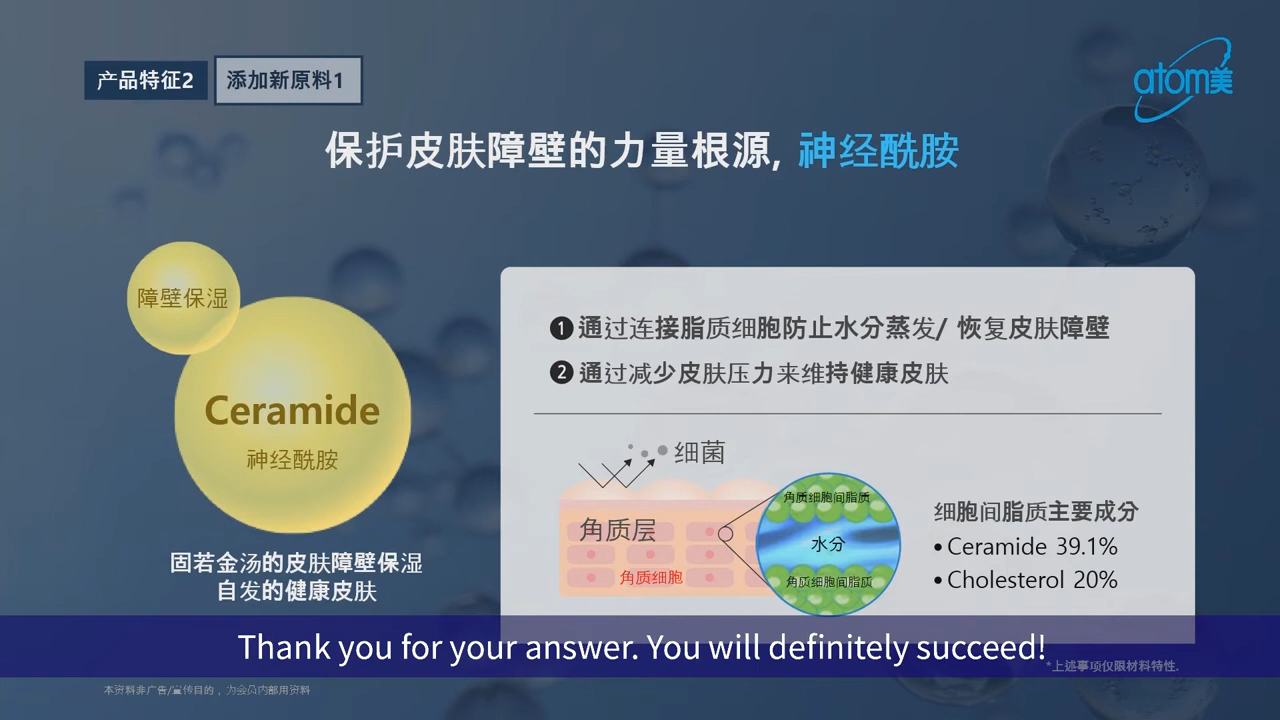 产品特征2
添加新原料1
atom美
保护皮肤障壁的力量根源, 神经酰胺
障壁保湿
Ceramide
神经酰胺
固若金汤的皮肤障壁保湿
自发的健康皮肤
❶ 通过连接脂质细胞防止水分蒸发/ 恢复皮肤障壁
❷ 通过减少皮肤压力来维持健康皮肤
细菌
角质层
角质细胞
角质细胞间脂质
水分
角质细胞间脂质
细胞间脂质主要成分
• Ceramide 39.1%
• Cholesterol 20%
Thank you for your answer. You will definitely succeed!
*上述事项仅限材料特性.
本资料非广告/宣传目的，为会员内部用资料